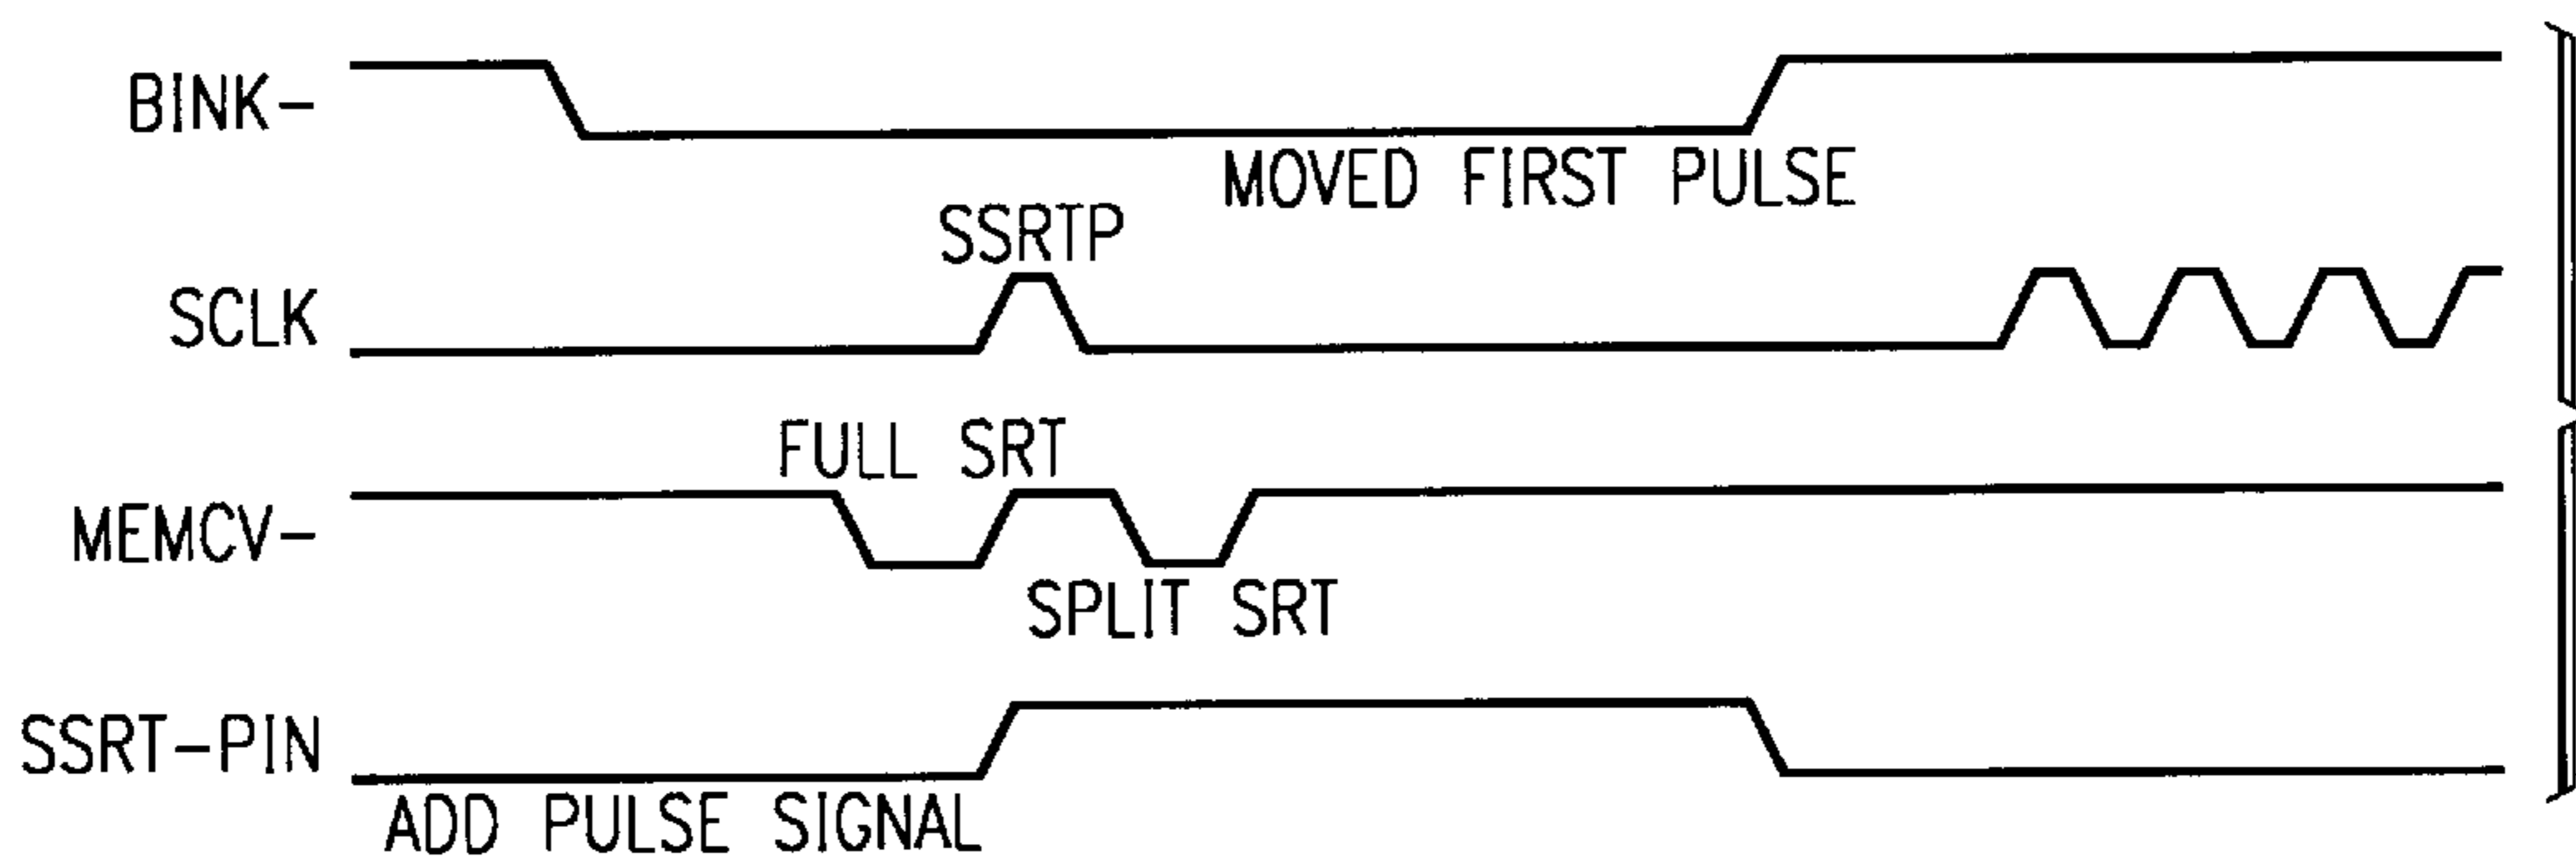 BINK-
MOVED FIRST PULSE
SSRTP
SCLK
FULL SRT
MEMCV-
SPLIT SRT
SSRT-PIN
ADD PULSE SIGNAL